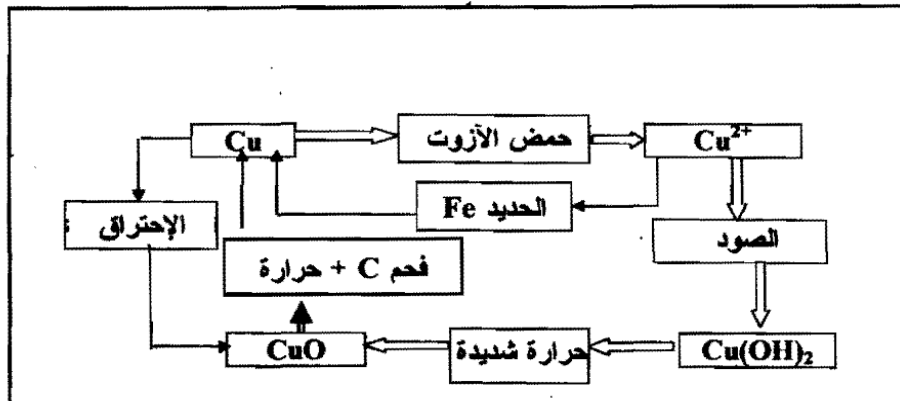 Cu
حمض الآزوت
Cu²⁺
الحديد Fe
الإحتراق
الصود
فحم C + حرارة
CuO
حرارة شديدة
Cu(OH)₂